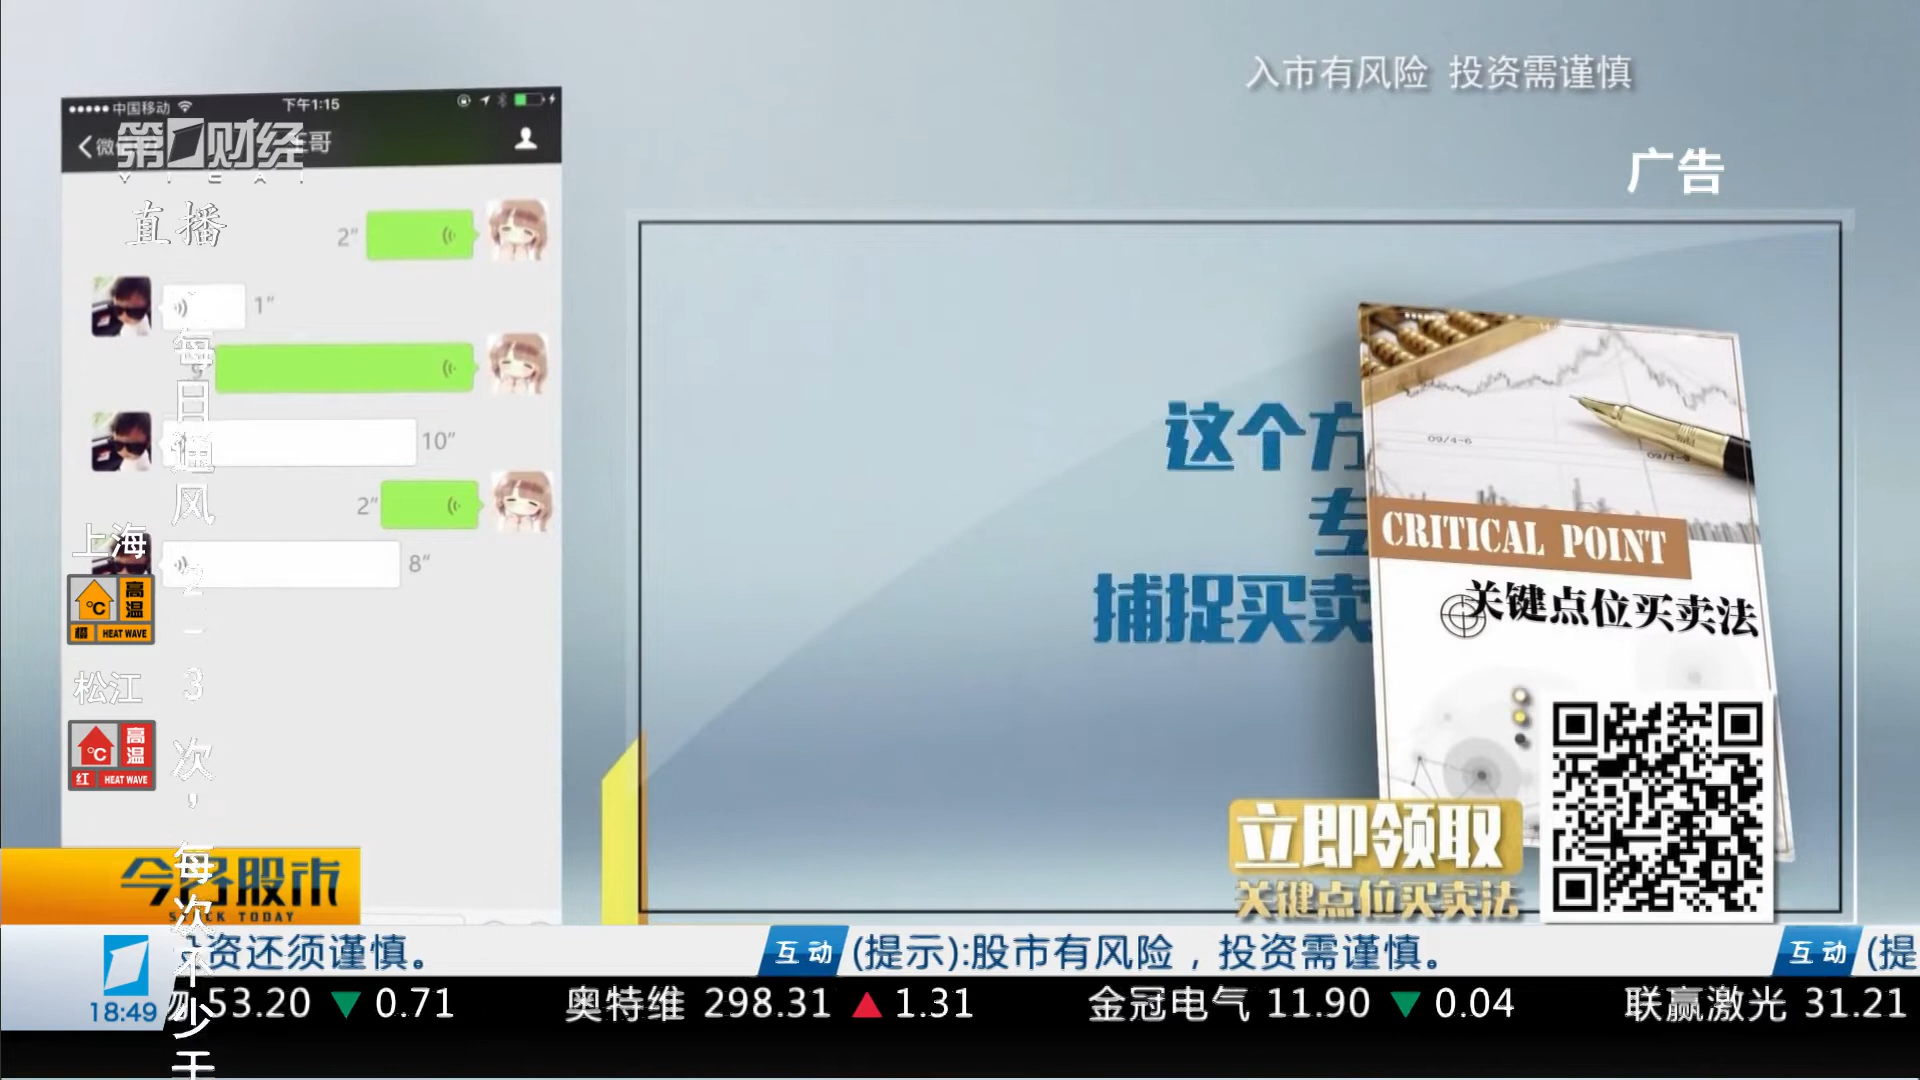 入市有风险 投资需谨慎
广告
中国移动
下午1:15
第一财经
YICAI
哥
直播
2"
1"
10"
2"
8"
每日通风2-3次,每次不少于
上海
℃
高温
橙 HEAT WAVE
松江
℃
高温
红 HEAT WAVE
这个方
专
捕捉买卖
09/4-6
CRITICAL POINT
关键点位买卖法
立即领取
关键点位买卖法
今日股市
STOCK TODAY
资还须谨慎。
互动
(提示):股市有风险，投资需谨慎。
互动
(提
18:49
53.20 ▼ 0.71
奥特维 298.31 ▲ 1.31
金冠电气 11.90 ▼ 0.04
联赢激光 31.21